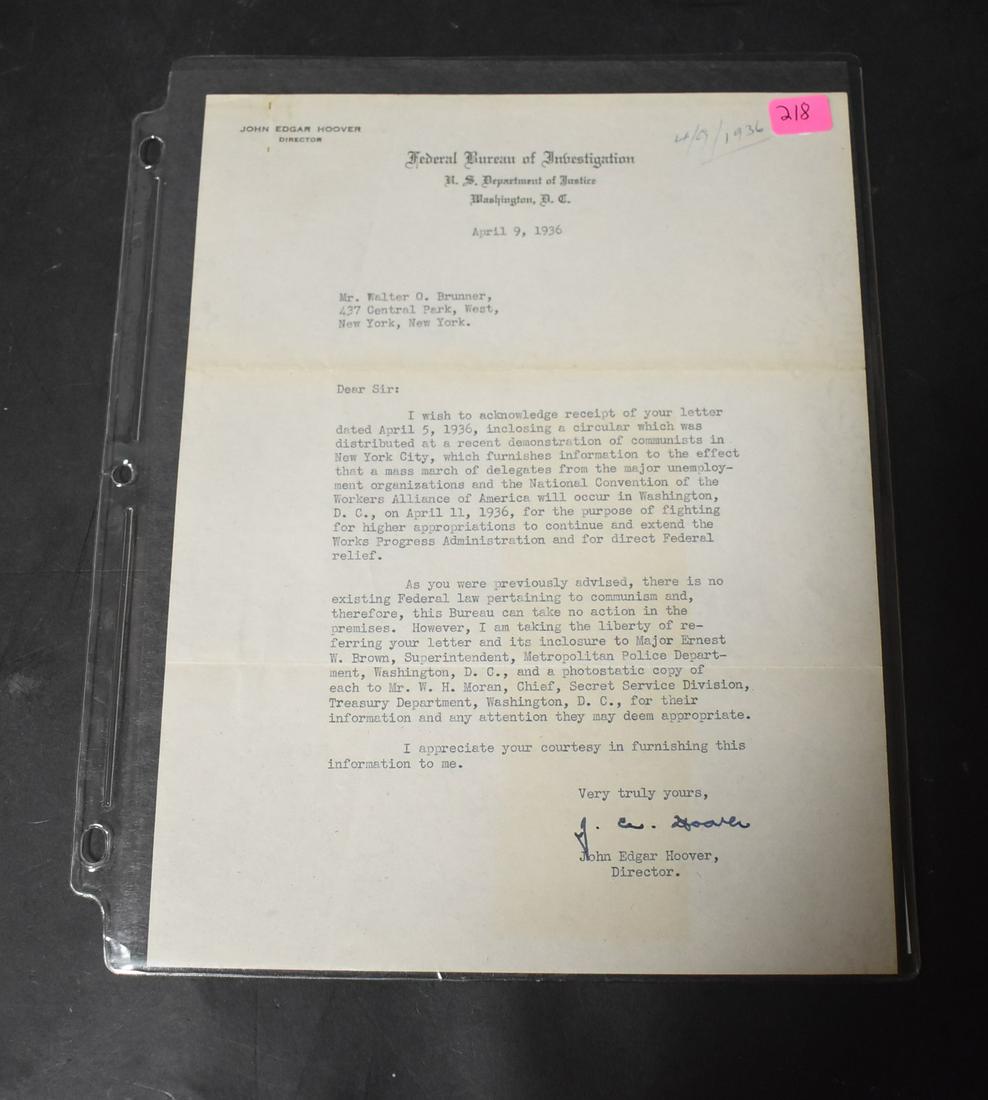 218
4/9/1936
JOHN EDGAR HOOVER
DIRECTOR
Federal Bureau of Investigation
U. S. Department of Justice
Washington, D. C.
April 9, 1936
Mr. Walter O. Brunner,
437 Central Park, West,
New York, New York.
Dear Sir:
I wish to acknowledge receipt of your letter
dated April 5, 1936, inclosing a circular which was
distributed at a recent demonstration of communists in
New York City, which furnishes information to the effect
that a mass march of delegates from the major unemploy-
ment organizations and the National Convention of the
Workers Alliance of America will occur in Washington,
D. C., on April 11, 1936, for the purpose of fighting
for higher appropriations to continue and extend the
Works Progress Administration and for direct Federal
relief.
As you were previously advised, there is no
existing Federal law pertaining to communism and,
therefore, this Bureau can take no action in the
premises. However, I am taking the liberty of re-
ferring your letter and its inclosure to Major Ernest
W. Brown, Superintendent, Metropolitan Police Depart-
ment, Washington, D. C., and a photostatic copy of
each to Mr. W. H. Moran, Chief, Secret Service Division,
Treasury Department, Washington, D. C., for their
information and any attention they may deem appropriate.
I appreciate your courtesy in furnishing this
information to me.
Very truly yours,
J. E. Hoover
John Edgar Hoover,
Director.